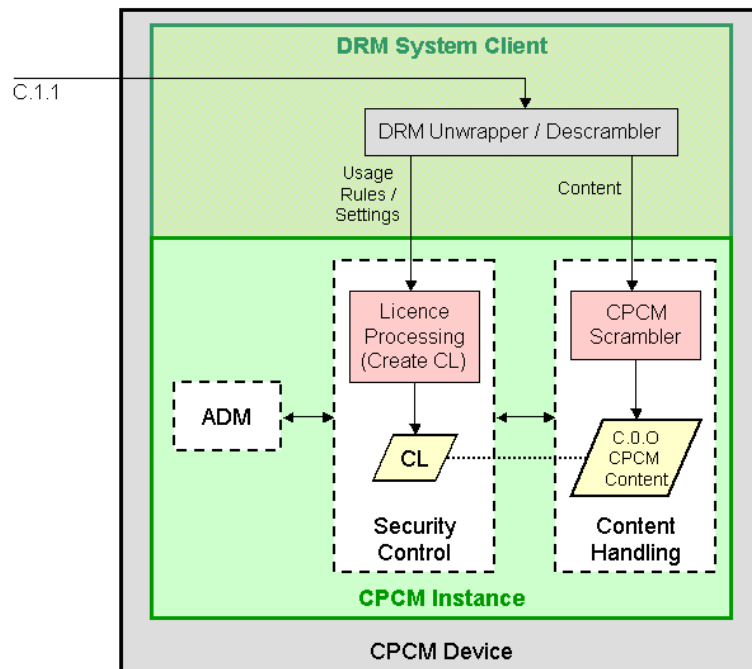 DRM System Client
C.1.1
DRM Unwrapper / Descrambler
Usage
Rules /
Settings
Content
Licence
Processing
(Create CL)
CPCM
Scrambler
ADM
CL
C.0.O
CPCM
Content
Security
Control
Content
Handling
CPCM Instance
CPCM Device